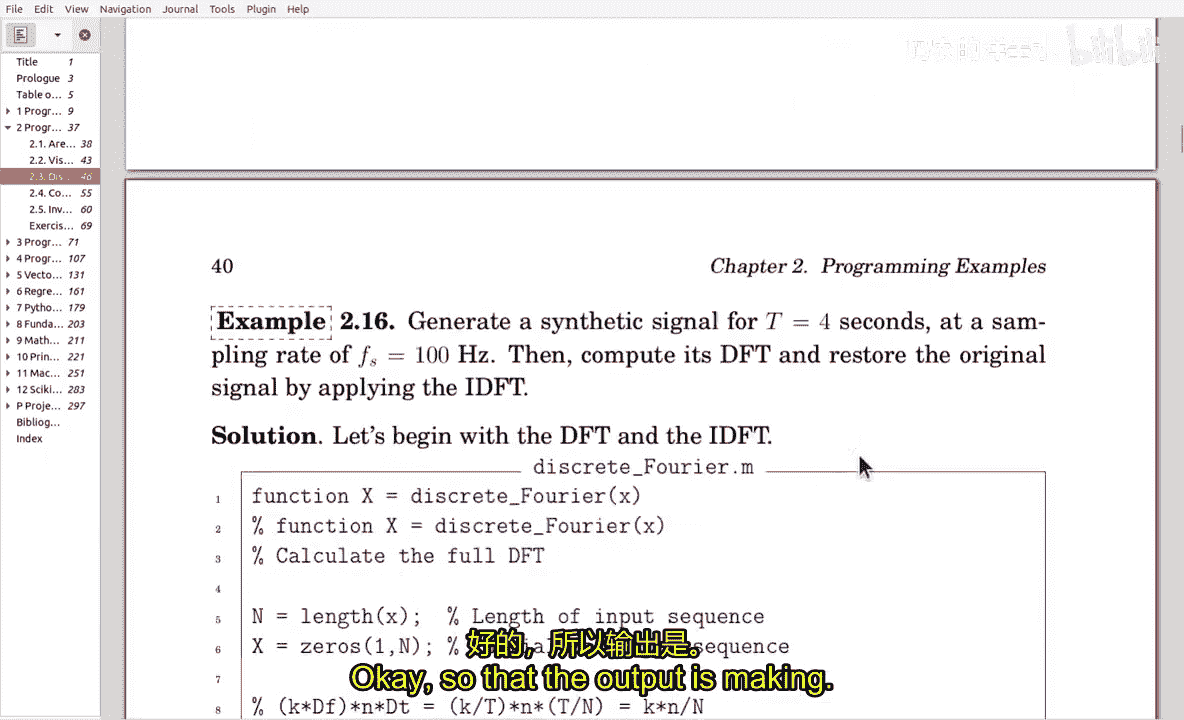 File Edit View Navigation Journal Tools Plugin Help
Title 1
Prologue 3
Table o... 5
1 Progr... 9
2 Progr... 37
2.1. Are... 38
2.2. Vis... 43
2.3. Dis...
2.4. Co... 55
2.5. Inv... 60
Exercis... 69
3 Progr... 71
4 Progr... 107
5 Vecto... 131
6 Regre... 161
7 Pytho... 179
8 Funda... 203
9 Math... 211
10 Prin... 221
11 Mac... 251
12 Sciki... 283
P Proje... 297
Bibliog...
Index
40 Chapter 2. Programming Examples
Example 2.16. Generate a synthetic signal for T = 4 seconds, at a sam-
pling rate of fs = 100 Hz. Then, compute its DFT and restore the original
signal by applying the IDFT.
Solution. Let's begin with the DFT and the IDFT.
discrete_Fourier.m
1 function X = discrete_Fourier(x)
2 % function X = discrete_Fourier(x)
3 % Calculate the full DFT
4
5 N = length(x); % Length of input sequence
6 X = zeros(1,N); % sequence
7
8 % (k*Df)*n*Dt = (k/T)*n*(T/N) = k*n/N
好的，所以输出是。
Okay, so that the output is making.